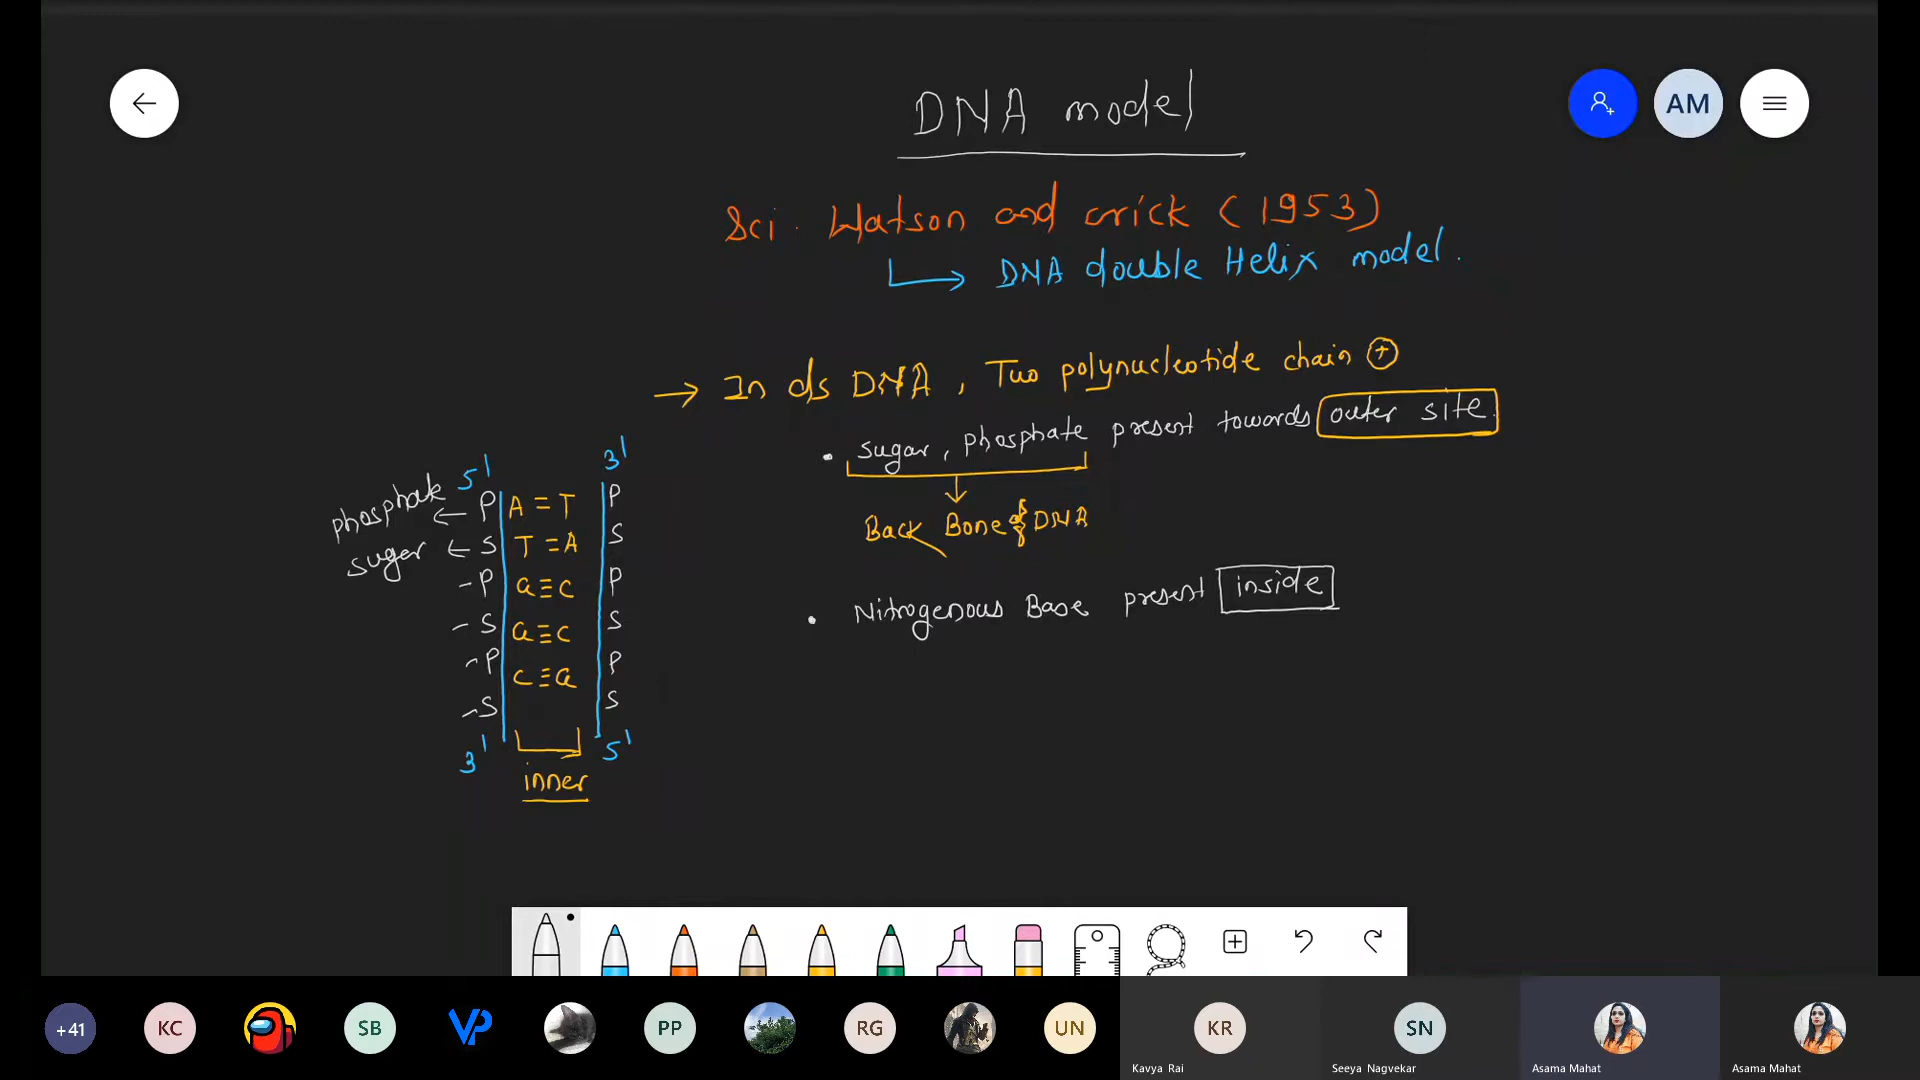 DNA model
AM
Sci. Watson and crick (1953)
DNA double Helix model.
→ In ds DNA, Two polynucleotide chain +
• sugar, phosphate present towards outer site.
Back Bone of DNA
• Nitrogenous Base present inside
5' 3'
phosphate ← P A = T P
sugar ← S T = A S
- P G ≡ C P
- S G ≡ C S
- P C ≡ G P
- S S
3' 5'
inner
+41 KC SB VP PP RG UN KR SN
Kavya Rai Seeya Nagvekar Asama Mahat Asama Mahat